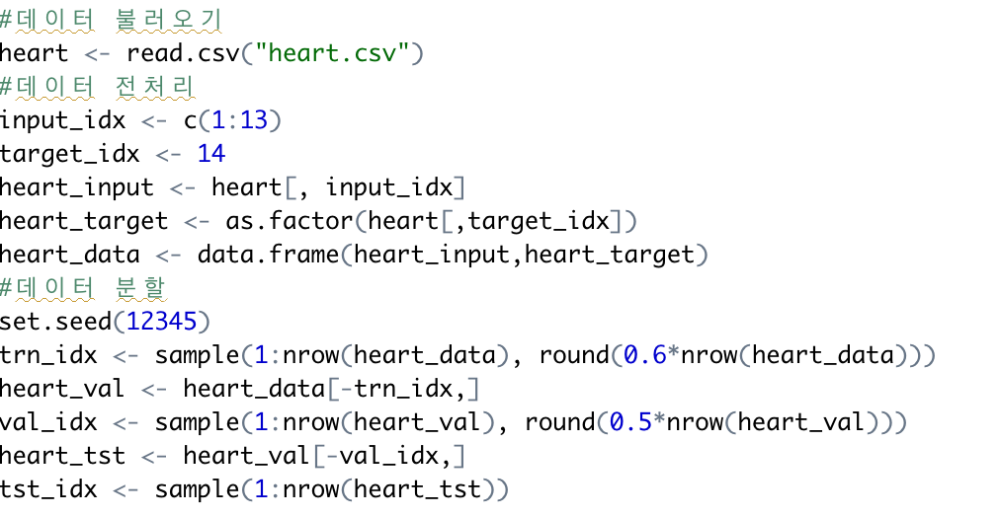 #데이터 불러오기
heart <- read.csv("heart.csv")
#데이터 전처리
input_idx <- c(1:13)
target_idx <- 14
heart_input <- heart[, input_idx]
heart_target <- as.factor(heart[,target_idx])
heart_data <- data.frame(heart_input,heart_target)
#데이터 분할
set.seed(12345)
trn_idx <- sample(1:nrow(heart_data), round(0.6*nrow(heart_data)))
heart_val <- heart_data[-trn_idx,]
val_idx <- sample(1:nrow(heart_val), round(0.5*nrow(heart_val)))
heart_tst <- heart_val[-val_idx,]
tst_idx <- sample(1:nrow(heart_tst))